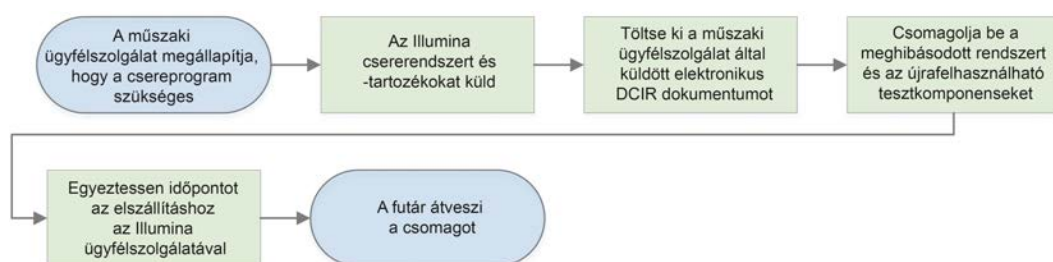 A műszaki
ügyfélszolgálat megállapítja,
hogy a csereprogram
szükséges
Az Illumina
csererendszert és
-tartozékokat küld
Töltse ki a műszaki
ügyfélszolgálat által
küldött elektronikus
DCIR dokumentumot
Csomagolja be a
meghibásodott rendszert
és az újrafelhasználható
tesztkomponenseket
Egyeztessen időpontot
az elszállításhoz
az Illumina
ügyfélszolgálatával
A futár átveszi
a csomagot